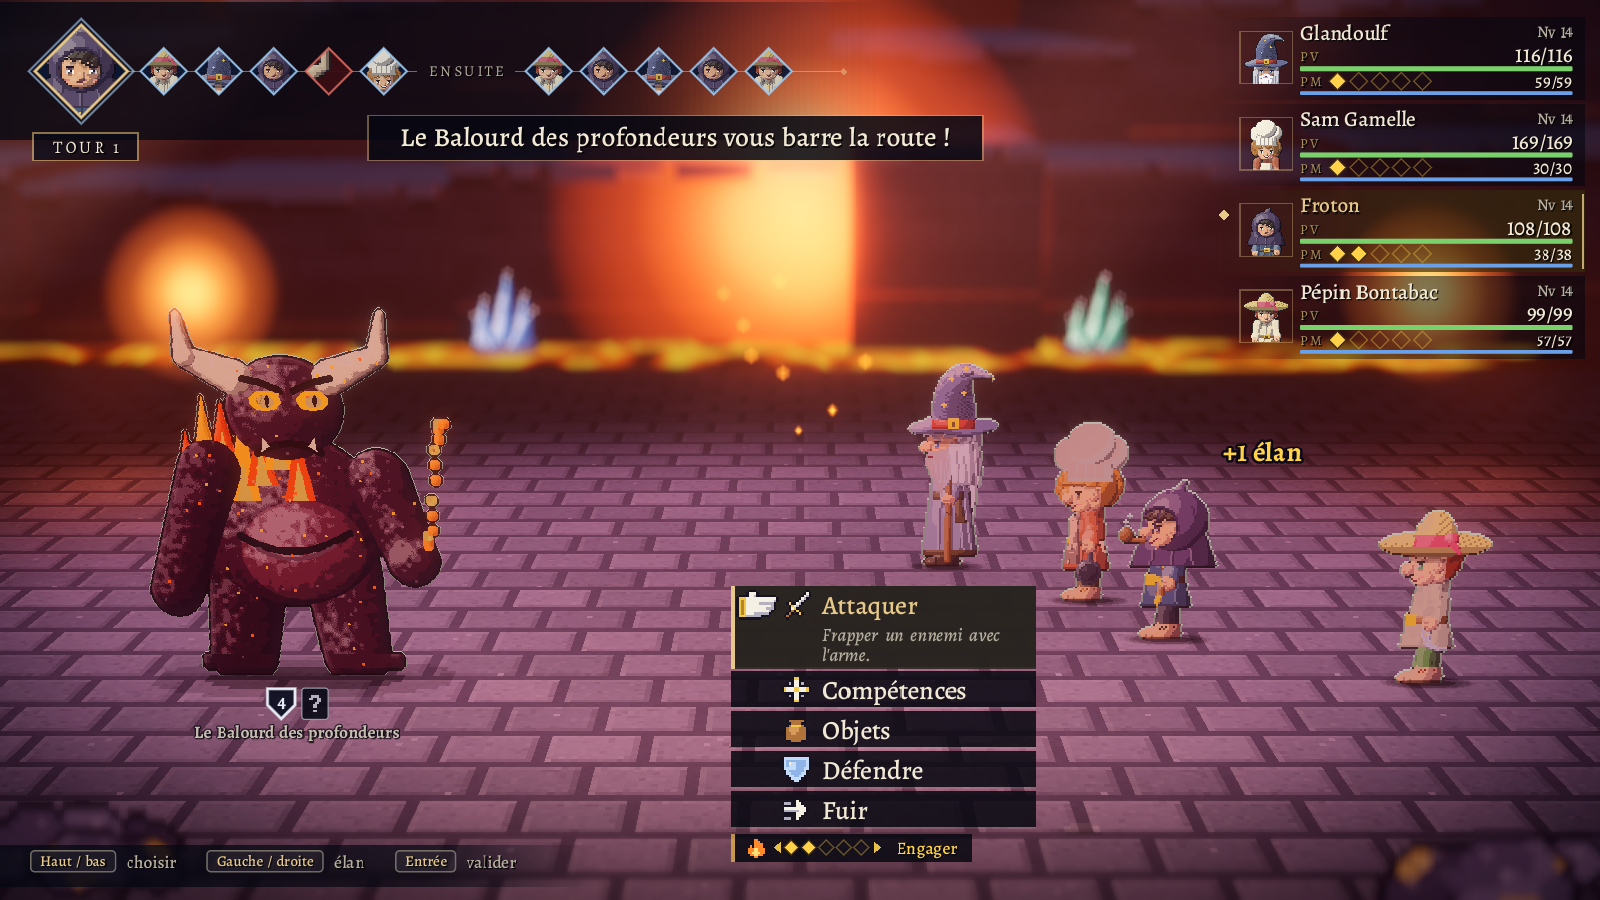 ENSUITE
TOUR 1
Le Balourd des profondeurs vous barre la route !
Glandoulf
Nv 14
PV
116/116
PM
59/59
Sam Gamelle
Nv 14
PV
169/169
PM
30/30
Froton
Nv 14
PV
108/108
PM
38/38
Pépin Bontabac
Nv 14
PV
99/99
PM
57/57
+1 élan
Attaquer
Frapper un ennemi avec
l'arme.
Compétences
Objets
Défendre
Fuir
Engager
4
?
Le Balourd des profondeurs
Haut / bas choisir Gauche / droite élan Entrée valider